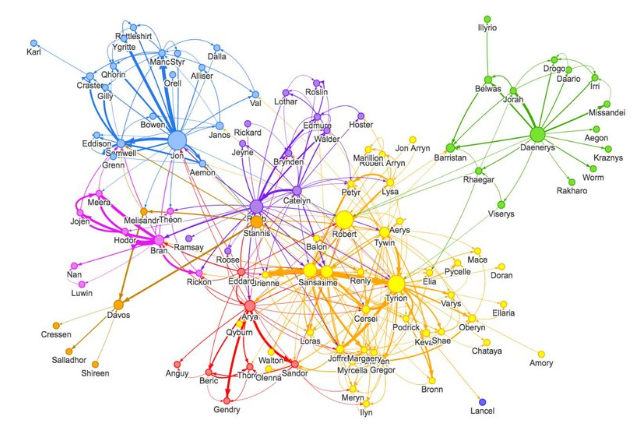 Illyrio
Karl
Rattleshirt
Ygritte
Dalla
MancStyr
Qhorin
Alliser
Craster
Orell
Gilly
Val
Drogo
Daario
Irri
Belwas
Jorah
Roslin
Lothar
Missandei
Bowen
Janos
Edmure
Hoster
Rickard
Walder
Eddison
Samwell
Jon
Grenn
Aemon
Jeyne
Brynden
Marillion
Jon Arryn
Robert Arryn
Daenerys
Aegon
Kraznys
Barristan
Worm
Rhaegar
Rakharo
Viserys
Petyr
Lysa
Catelyn
Meera
Jojen
Melisandre
Theon
Hodor
Bran
Ramsay
Stannis
Robert
Aerys
Tywin
Balon
Roose
Nan
Luwin
Rickon
Eddard
Brienne
Sansa
Renly
Tyrion
Mace
Pycelle
Doran
Elia
Varys
Ellaria
Davos
Cressen
Salladhor
Shireen
Arya
Qyburn
Cersei
Podrick
Oberyn
Shae
Chataya
Loras
Walton
Olenna
Sandor
Margaery
Myrcella
Gregor
Amory
Anguy
Beric
Gendry
Meryn
Ilyn
Bronn
Lancel